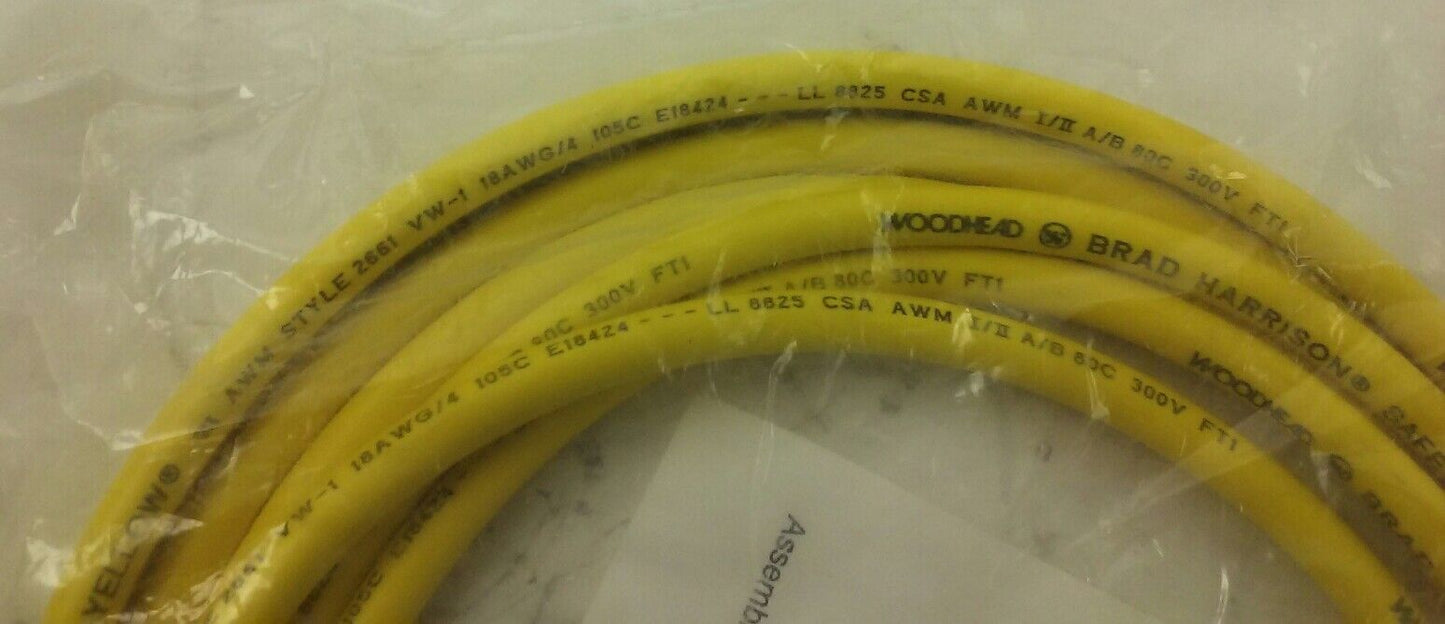 YELLOW® AWM STYLE 2661 VW-1 18AWG/4 105C E18424 - - - LL 8825 CSA AWM I/II A/B 80C 300V FT1
WOODHEAD W BRAD HARRISON®
300V FT1
A/B 80C 300V FT1
VW-1 18AWG/4 105C E18424 - - - LL 8825 CSA AWM I/II A/B 80C 300V FT1
WOODHEAD